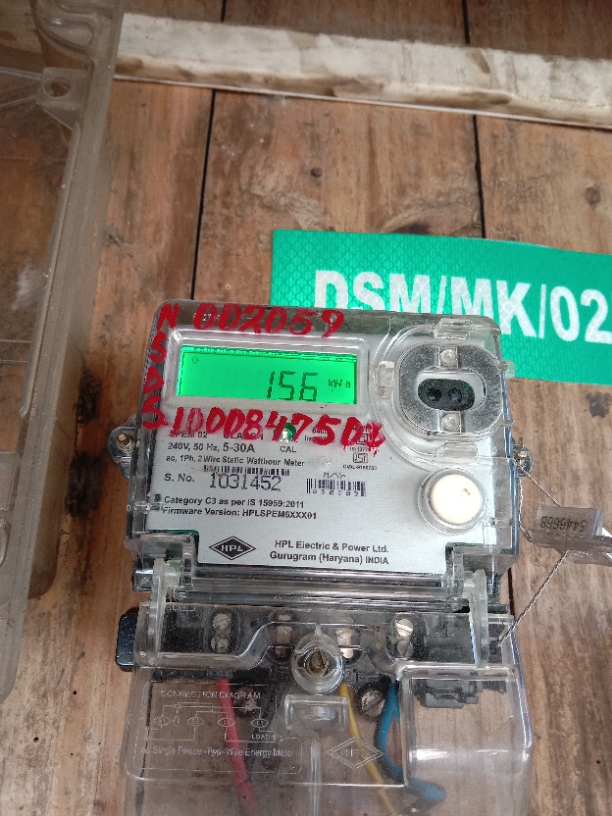 DSM/MK/02
N 002059
156 kWh
240V, 50 Hz, 5-30A
CAL
ac, 1Ph, 2 Wire Static Watthour Meter
S. No. 1031452
Category C3 as per IS 15959:2011
Firmware Version: HPLSPEM6XXX01
HPL
HPL Electric & Power Ltd.
Gurugram (Haryana) INDIA
5446668
CONNECTION DIAGRAM
LOAD